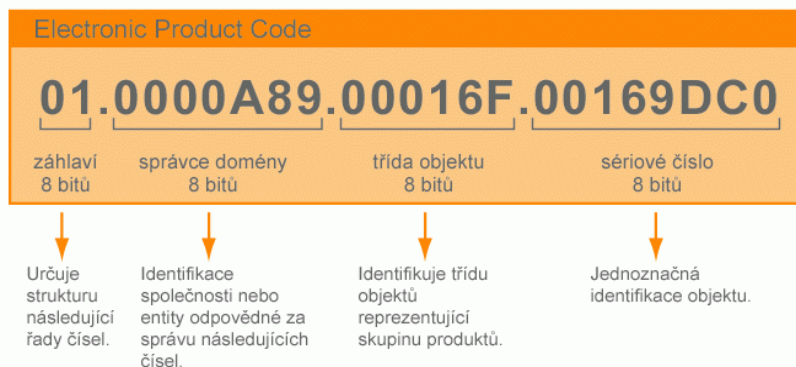 Electronic Product Code
01.0000A89.00016F.00169DC0
záhlaví správce domény třída objektu sériové číslo
8 bitů 8 bitů 8 bitů 8 bitů
Určuje
strukturu
následující
řady čísel.
Identifikace
společnosti nebo
entity odpovědné za
správu následujících
čísel.
Identifikuje třídu
objektů
reprezentující
skupinu produktů.
Jednoznačná
identifikace objektu.